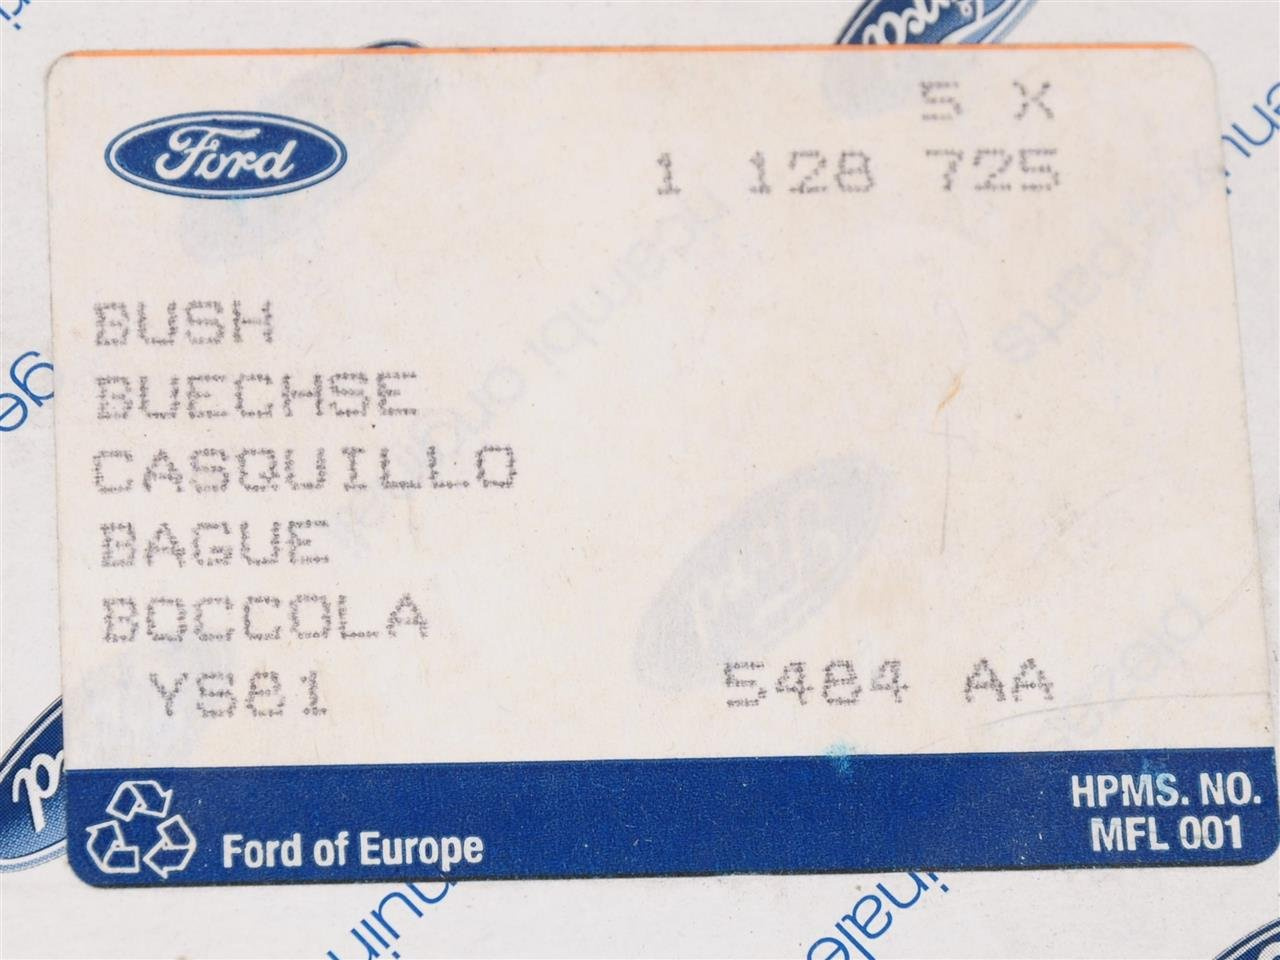 Ford
5 X
1 128 725
BUSH
BUECHSE
CASQUILLO
BAGUE
BOCCOLA
YS61 5484 AA
Ford of Europe
HPMS. NO.
MFL 001